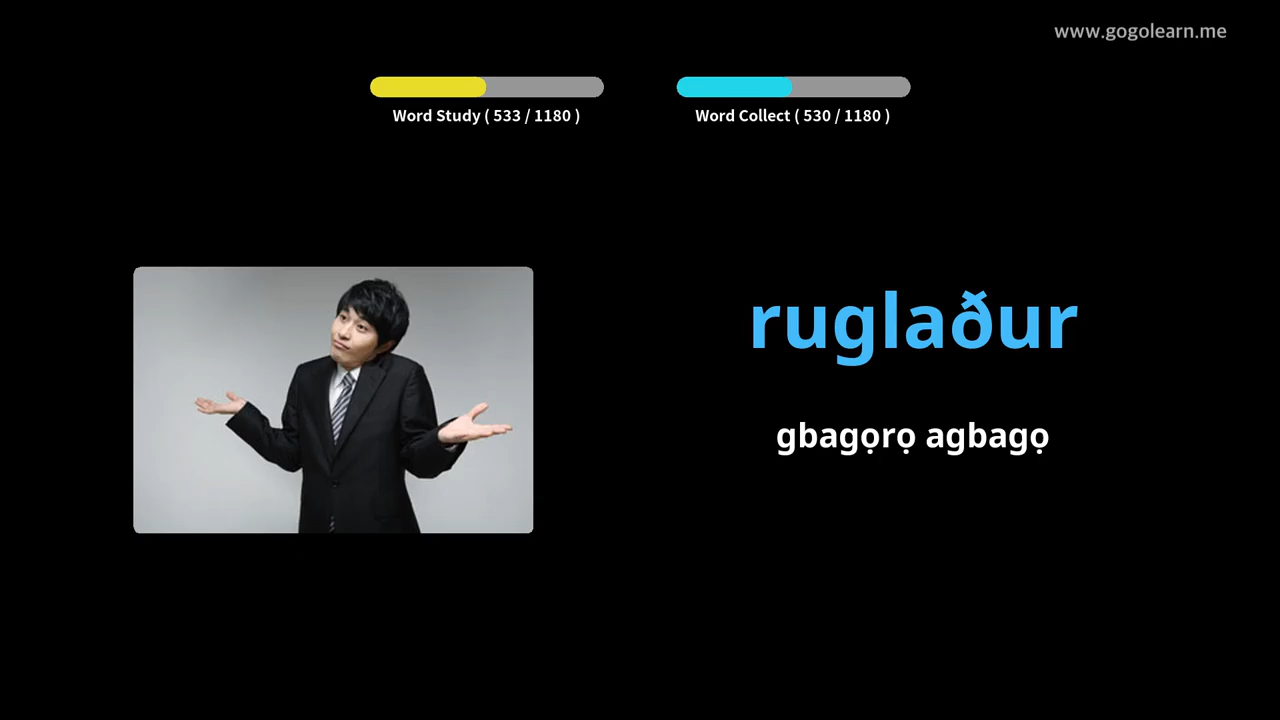 www.gogolearn.me
Word Study ( 533 / 1180 )
Word Collect ( 530 / 1180 )
ruglaður
gbagọrọ agbagọ